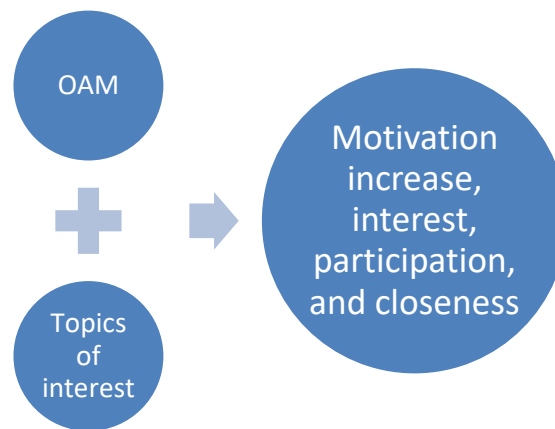 OAM
Topics
of
interest
Motivation
increase,
interest,
participation,
and closeness